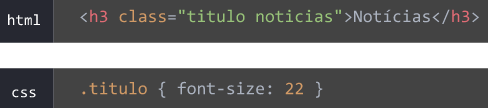 html <h3 class="titulo noticias">Notícias</h3>
css .titulo { font-size: 22 }